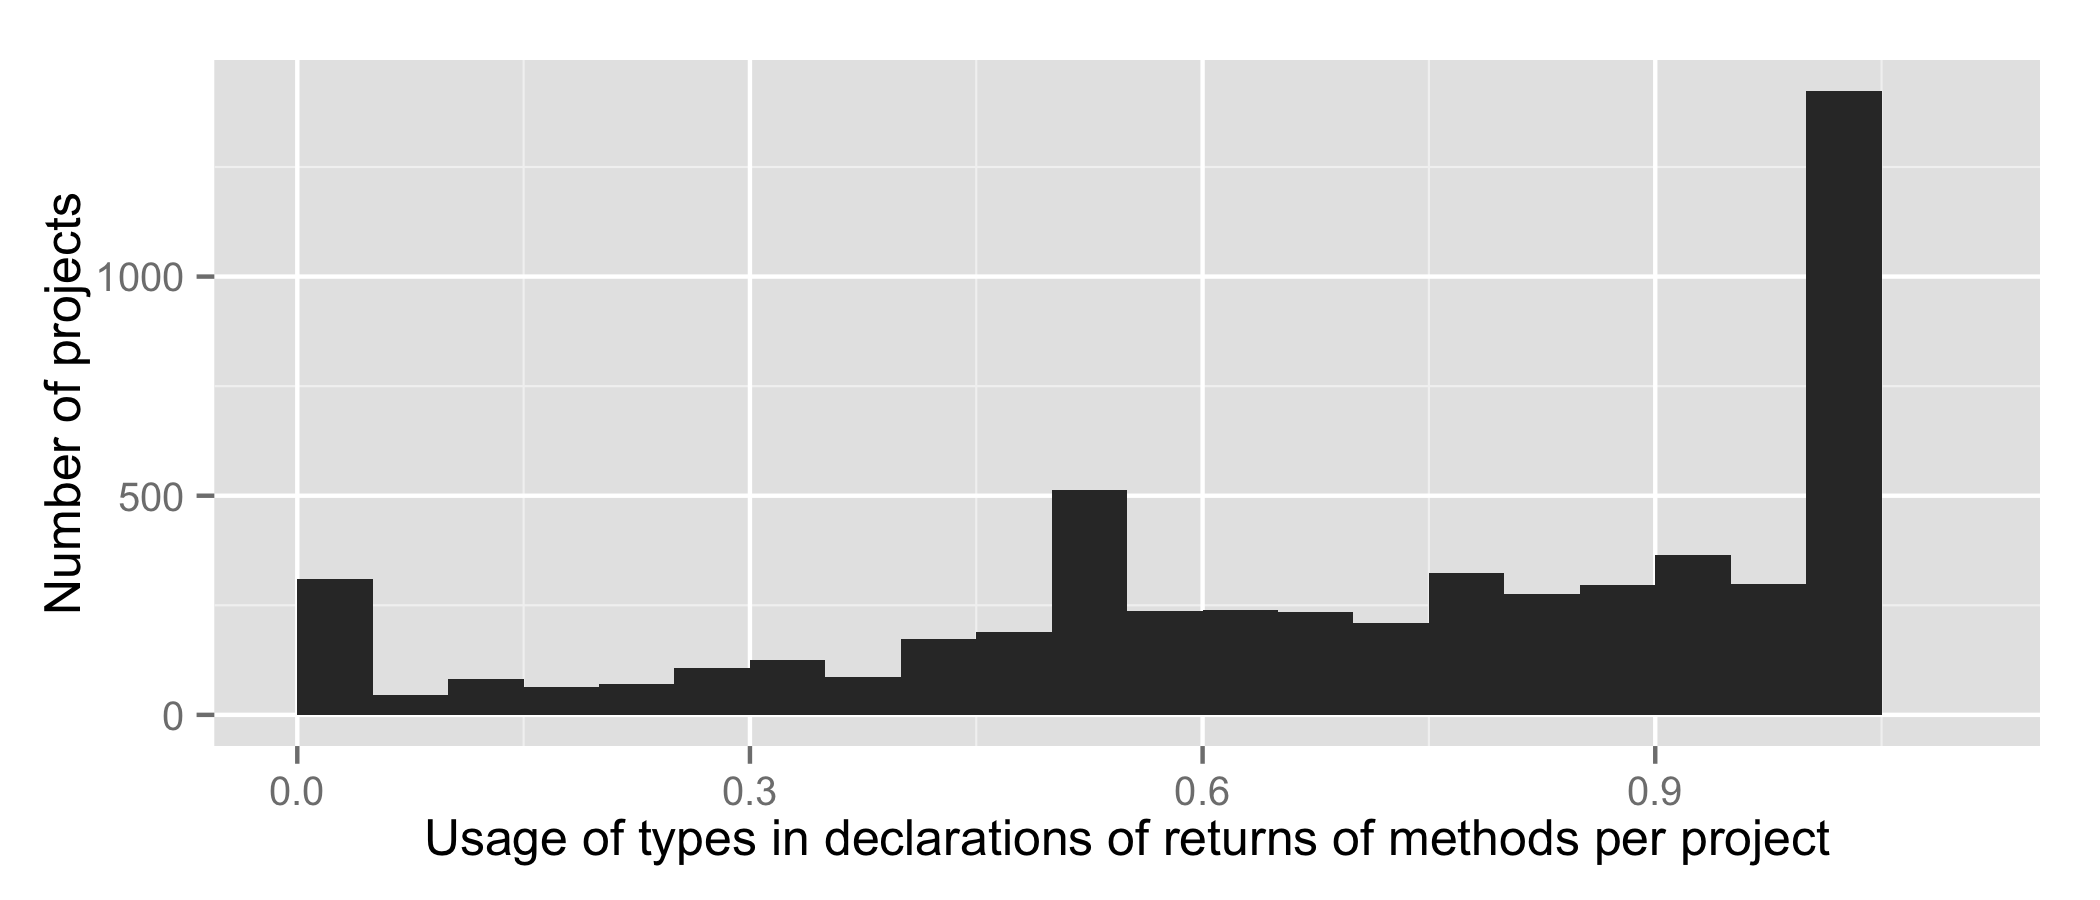 Number of projects
1000
500
0
0.0 0.3 0.6 0.9
Usage of types in declarations of returns of methods per project